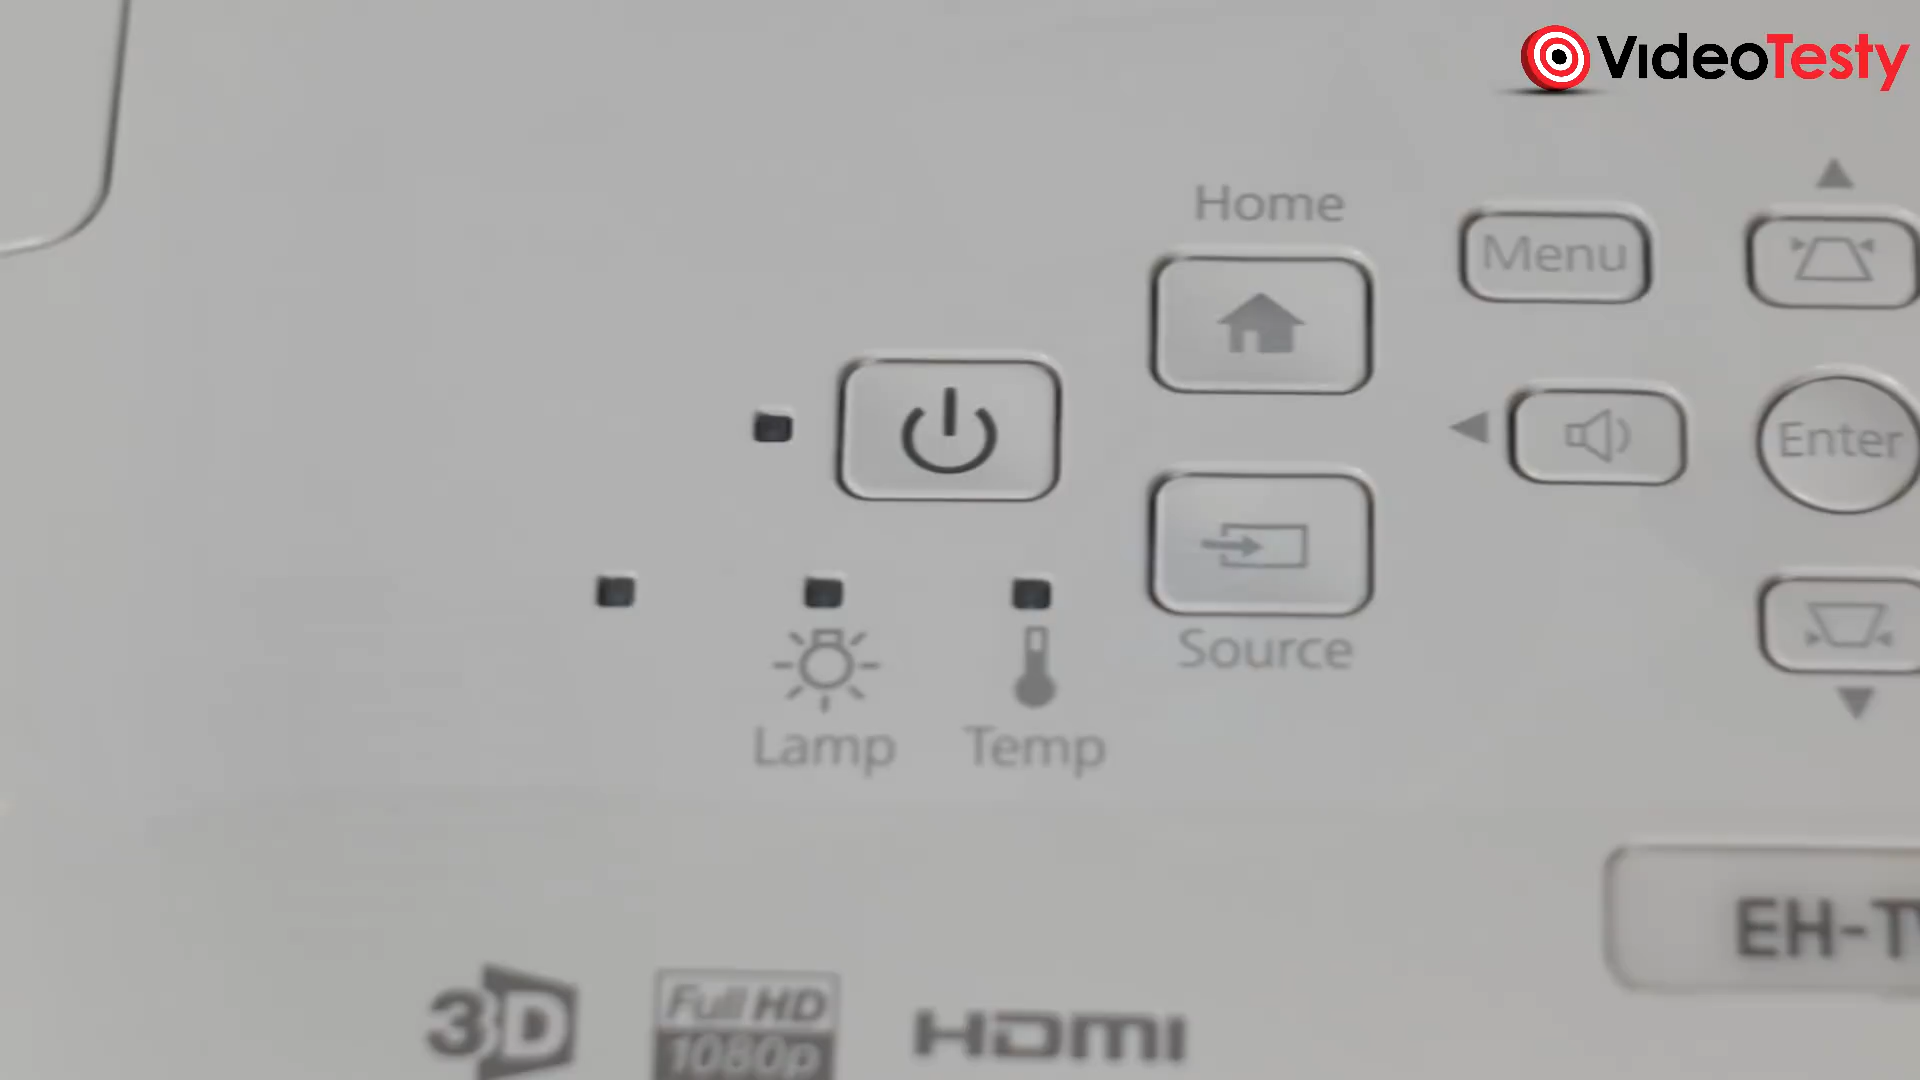 VideoTesty
Home
Menu
Enter
Source
Lamp
Temp
EH-T
3D
Full HD
1080p
HDMI